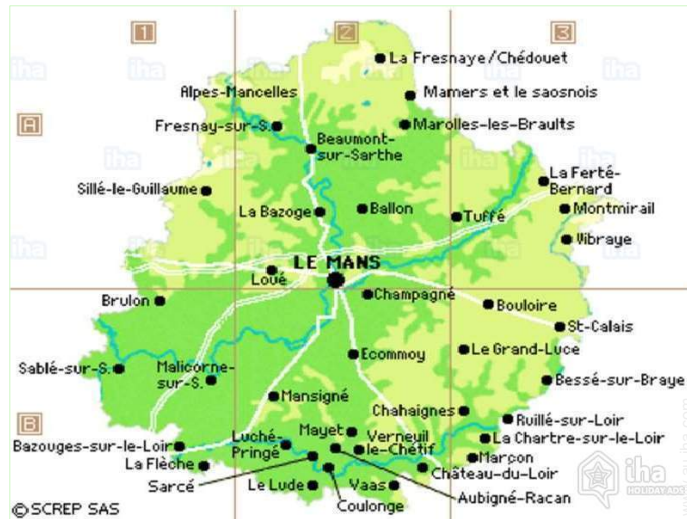 1
2
3
La Fresnaye/Chédouet
Alpes-Mancelles
Mamers et le saosnois
A
Fresnay-sur-S.
Marolles-les-Braults
Beaumont-
sur-Sarthe
La Ferté-
Bernard
Sillé-le-Guillaume
La Bazoge
Ballon
Tuffé
Montmirail
Vibraye
LE MANS
Loué
Brulon
Champagné
Bouloire
St-Calais
Ecommoy
Le Grand-Luce
Sablé-sur-S.
Malicorne-
sur-S.
Bessé-sur-Braye
Mansigné
Chahaignes
Ruillé-sur-Loir
B
Mayet
Verneuil
-le-Chétif
La Chartre-sur-le-Loir
Bazouges-sur-le-Loir
Luché-
Pringé
Marçon
La Flèche
Château-du-Loir
Sarcé
Le Lude
Coulonge
Vaas
Aubigné-Racan
©SCREP SAS
iha
HOLIDAY ADS